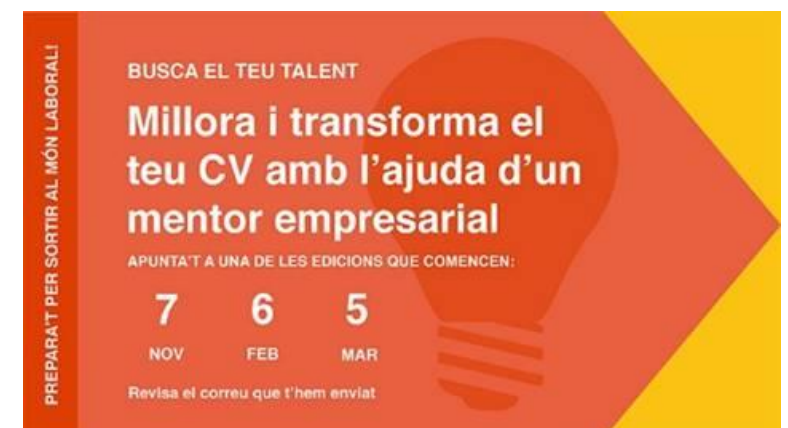 PREPARA'T PER SORTIR AL MÓN LABORAL!
BUSCA EL TEU TALENT
Millora i transforma el
teu CV amb l'ajuda d'un
mentor empresarial
APUNTA'T A UNA DE LES EDICIONS QUE COMENCEN:
7 6 5
NOV FEB MAR
Revisa el correu que t'hem enviat